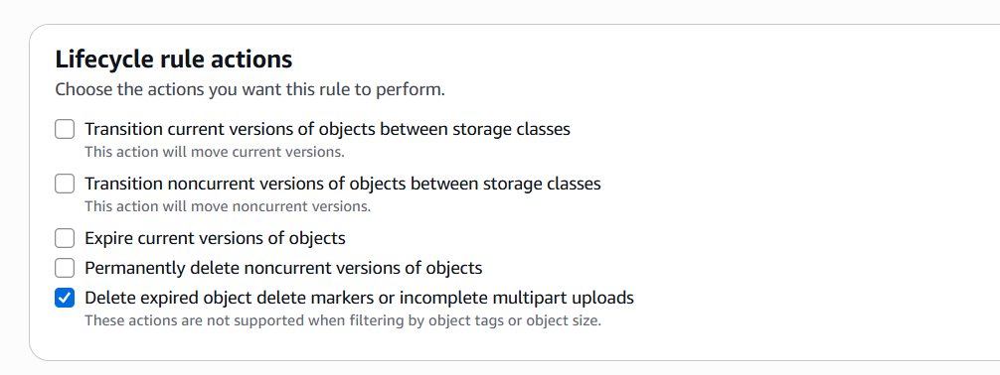 Lifecycle rule actions
Choose the actions you want this rule to perform.
Transition current versions of objects between storage classes
This action will move current versions.
Transition noncurrent versions of objects between storage classes
This action will move noncurrent versions.
Expire current versions of objects
Permanently delete noncurrent versions of objects
Delete expired object delete markers or incomplete multipart uploads
These actions are not supported when filtering by object tags or object size.